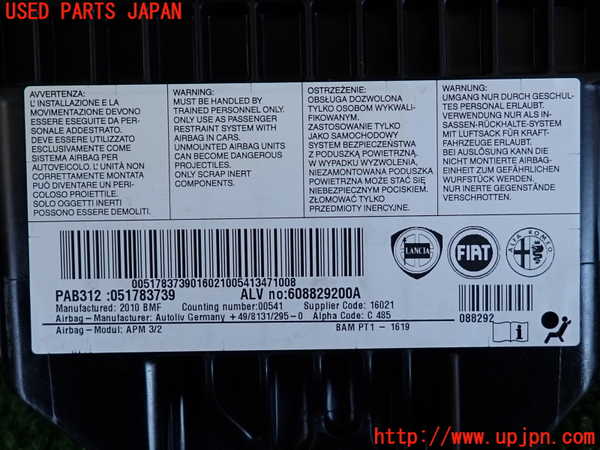 USED PARTS JAPAN
AVVERTENZA:
L' INSTALLAZIONE E LA
MOVIMENTAZIONE DEVONO
ESSERE ESEGUITE DA PER-
SONALE ADDESTRATO.
DEVE ESSERE UTILIZZATO
ESCLUSIVAMENTE COME
SISTEMA AIRBAG PER
AUTOVEICOLO. LE UNITÀ NON
CORRETTAMENTE MONTATA
PUÒ DIVENTARE UN PERI-
COLOSO PROIETTILE.
SOLO OGGETTI INERTI
POSSONO ESSERE DEMOLITI.
WARNING:
MUST BE HANDLED BY
TRAINED PERSONNEL ONLY.
ONLY USE AS PASSENGER
RESTRAINT SYSTEM WITH
AIRBAG IN CARS.
UNMOUNTED AIRBAG UNITS
CAN BECOME DANGEROUS
PROJECTILES.
ONLY SCRAP INERT
COMPONENTS.
OSTRZEŻENIE:
OBSŁUGA DOZWOLONA
TYLKO OSOBOM WYKWALI-
FIKOWANYM.
ZASTOSOWANIE TYLKO
JAKO SAMOCHODOWY
SYSTEM BEZPIECZEŃSTWA
Z PODUSZKĄ POWIETRZNĄ.
W WYPADKU WYZWOLENIA,
NIEZAMONTOWANA PODUSZKA
POWIETRZNA MOŻE STAĆ SIĘ
NIEBEZPIECZNYM POCISKIEM.
ZŁOMOWAĆ TYLKO
PRZEDMIOTY INERCYJNE.
WARNUNG:
UMGANG NUR DURCH GESCHUL-
TES PERSONAL ERLAUBT.
VERWENDUNG NUR ALS IN-
SASSEN-RÜCKHALTE-SYSTEM
MIT LUFTSACK FÜR KRAFT-
FAHRZEUGE ERLAUBT.
BEI AUSLÖSUNG KANN DIE
NICHT MONTIERTE AIRBAG-
EINHEIT ZUM GEFÄHRLICHEN
WURFSTÜCK WERDEN.
NUR INERTE GEGENSTÄNDE
VERSCHROTTEN.
LANCIA
FIAT
ALFA ROMEO
00517837390160210054134 71008
PAB312 :051783739
ALV no:608829200A
Manufactured: 2010 BMF
Counting number:00541
Supplier Code: 16021
Airbag - Manufacturer: Autoliv Germany + 49/8131/295-0
Alpha Code: C 485
Airbag - Modul: APM 3/2
BAM PT1 - 1619
088292
i
http://www.upjpn.com/